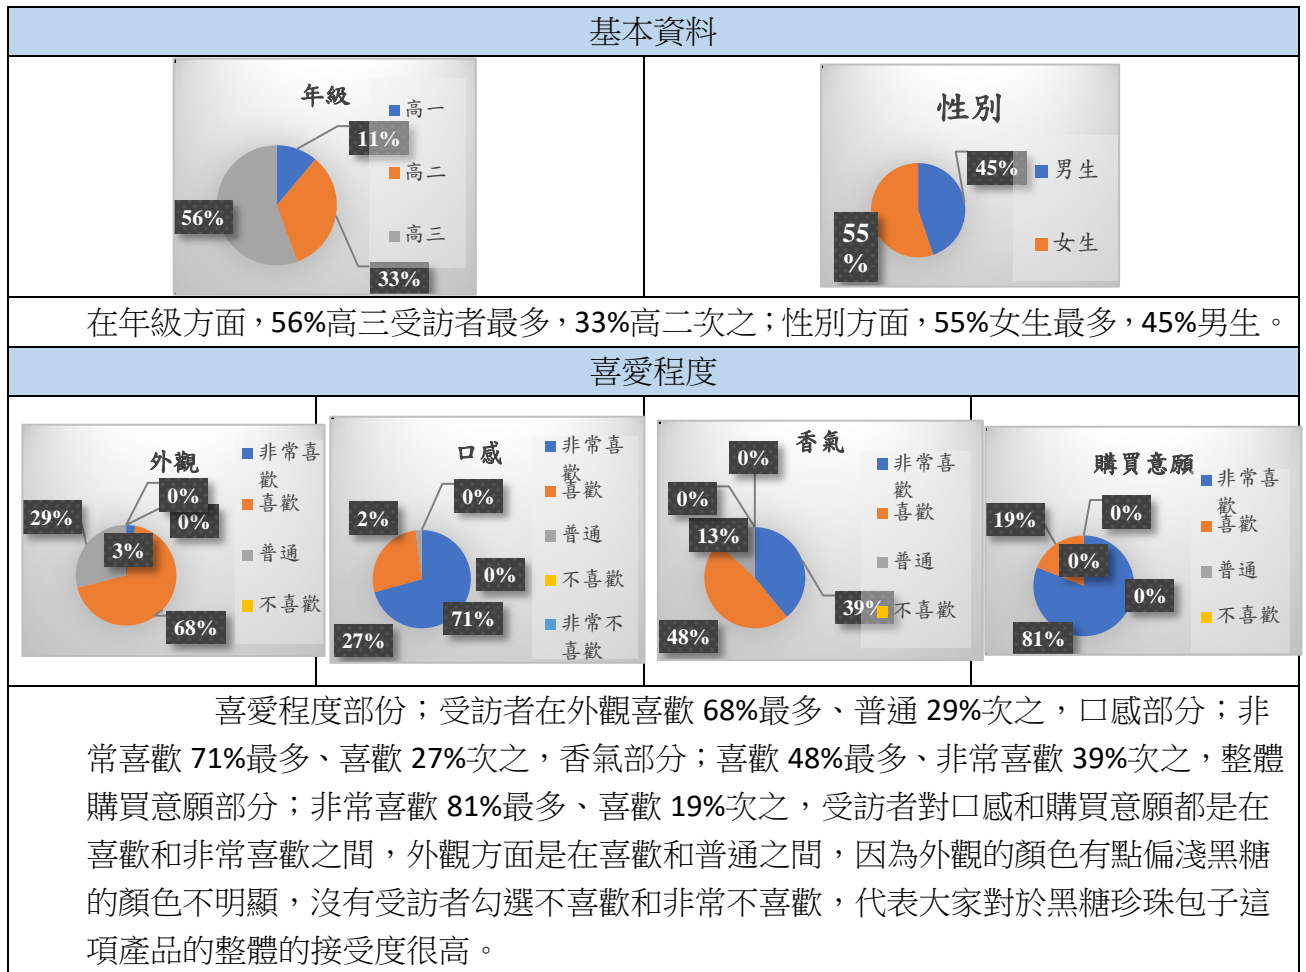 基本資料
年級
高一
11%
高二
56%
高三
33%
性別
45%
男生
55
%
女生
在年級方面，56%高三受訪者最多，33%高二次之；性別方面，55%女生最多，45%男生。
喜愛程度
外觀
非常喜
歡
0%
喜歡
29%
0%
3%
普通
不喜歡
68%
口感
非常喜
歡
0%
喜歡
2%
普通
0%
不喜歡
71%
非常不
喜歡
27%
香氣
0%
非常喜
歡
0%
喜歡
13%
普通
39%
不喜歡
48%
購買意願
非常喜
歡
19%
0%
喜歡
0%
普通
0%
不喜歡
81%
喜愛程度部份；受訪者在外觀喜歡 68%最多、普通 29%次之，口感部分；非
常喜歡 71%最多、喜歡 27%次之，香氣部分；喜歡 48%最多、非常喜歡 39%次之，整體
購買意願部分；非常喜歡 81%最多、喜歡 19%次之，受訪者對口感和購買意願都是在
喜歡和非常喜歡之間，外觀方面是在喜歡和普通之間，因為外觀的顏色有點偏淺黑糖
的顏色不明顯，沒有受訪者勾選不喜歡和非常不喜歡，代表大家對於黑糖珍珠包子這
項產品的整體的接受度很高。